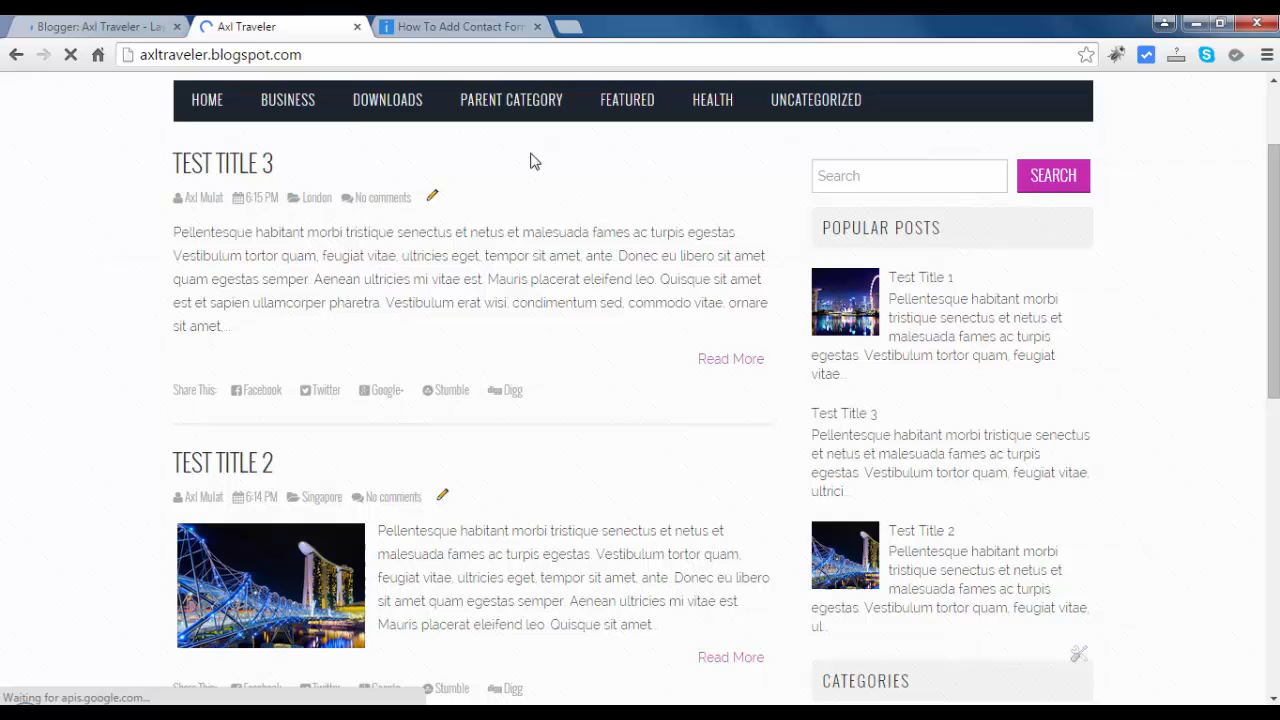 Blogger: Axl Traveler - Lay
Axl Traveler
How To Add Contact Form
axltraveler.blogspot.com
HOME BUSINESS DOWNLOADS PARENT CATEGORY FEATURED HEALTH UNCATEGORIZED
TEST TITLE 3
Axl Mulat 6:15 PM London No comments
Pellentesque habitant morbi tristique senectus et netus et malesuada fames ac turpis egestas.
Vestibulum tortor quam, feugiat vitae, ultricies eget, tempor sit amet, ante. Donec eu libero sit amet
quam egestas semper. Aenean ultricies mi vitae est. Mauris placerat eleifend leo. Quisque sit amet
est et sapien ullamcorper pharetra. Vestibulum erat wisi, condimentum sed, commodo vitae, ornare
sit amet,...
Read More
Share This: Facebook Twitter Google+ Stumble Digg
TEST TITLE 2
Axl Mulat 6:14 PM Singapore No comments
Pellentesque habitant morbi tristique senectus et netus et
malesuada fames ac turpis egestas. Vestibulum tortor quam,
feugiat vitae, ultricies eget, tempor sit amet, ante. Donec eu libero
sit amet quam egestas semper. Aenean ultricies mi vitae est.
Mauris placerat eleifend leo. Quisque sit amet...
Read More
Share This: Facebook Twitter Google+ Stumble Digg
Search SEARCH
POPULAR POSTS
Test Title 1
Pellentesque habitant morbi
tristique senectus et netus et
malesuada fames ac turpis
egestas. Vestibulum tortor quam, feugiat
vitae...
Test Title 3
Pellentesque habitant morbi tristique senectus
et netus et malesuada fames ac turpis
egestas. Vestibulum tortor quam, feugiat vitae,
ultrici...
Test Title 2
Pellentesque habitant morbi
tristique senectus et netus et
malesuada fames ac turpis
egestas. Vestibulum tortor quam, feugiat vitae,
ul...
CATEGORIES
Waiting for apis.google.com...